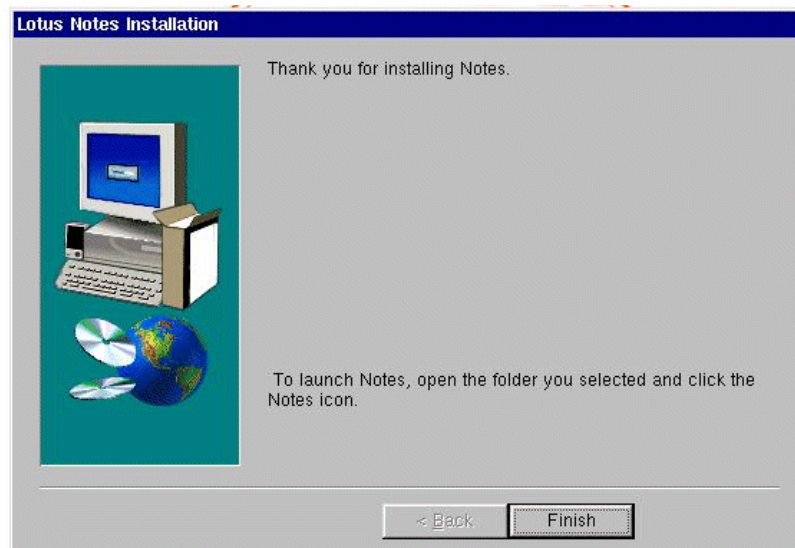 Lotus Notes Installation
Thank you for installing Notes.
To launch Notes, open the folder you selected and click the
Notes icon.
< Back
Finish